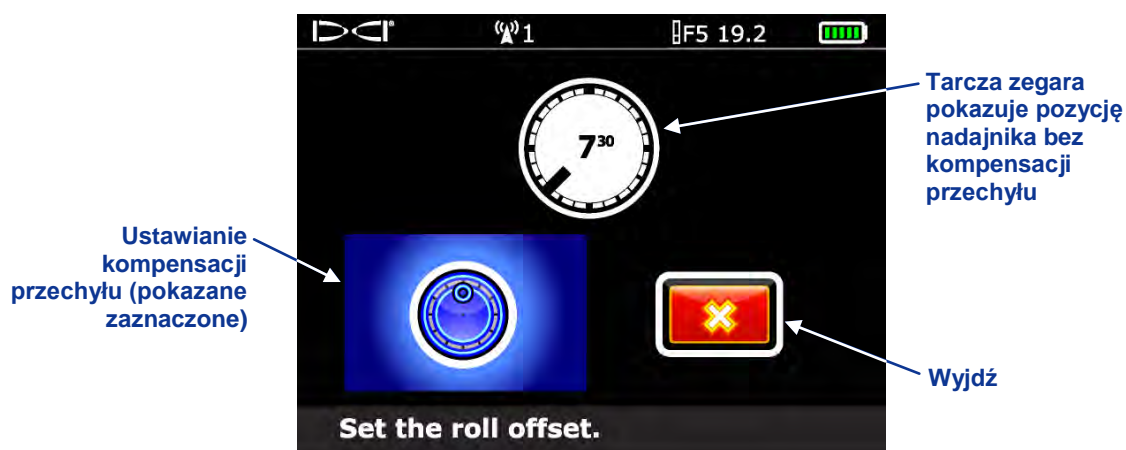 1
F5 19.2
Tarcza zegara
pokazuje pozycję
nadajnika bez
kompensacji
przechyłu
7³⁰
Ustawianie
kompensacji
przechyłu (pokazane
zaznaczone)
Wyjdź
Set the roll offset.